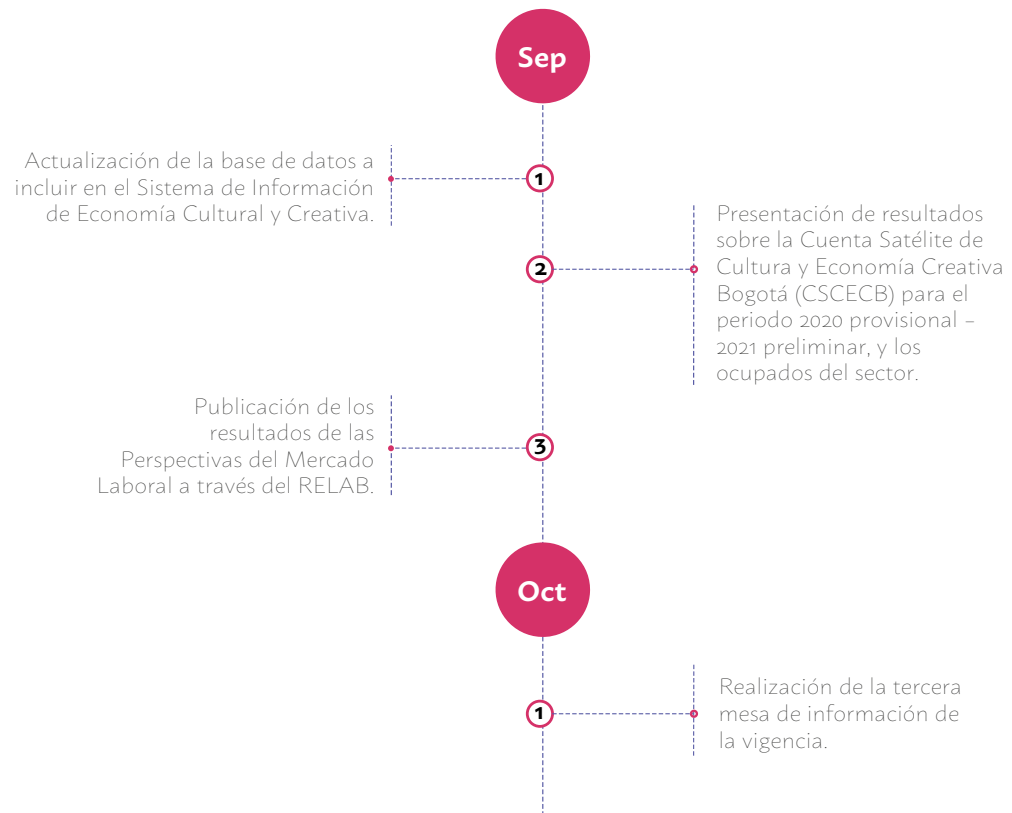 Sep
1
Actualización de la base de datos a
incluir en el Sistema de Información
de Economía Cultural y Creativa.
2
Presentación de resultados
sobre la Cuenta Satélite de
Cultura y Economía Creativa
Bogotá (CSCECB) para el
periodo 2020 provisional –
2021 preliminar, y los
ocupados del sector.
3
Publicación de los
resultados de las
Perspectivas del Mercado
Laboral a través del RELAB.
Oct
1
Realización de la tercera
mesa de información de
la vigencia.